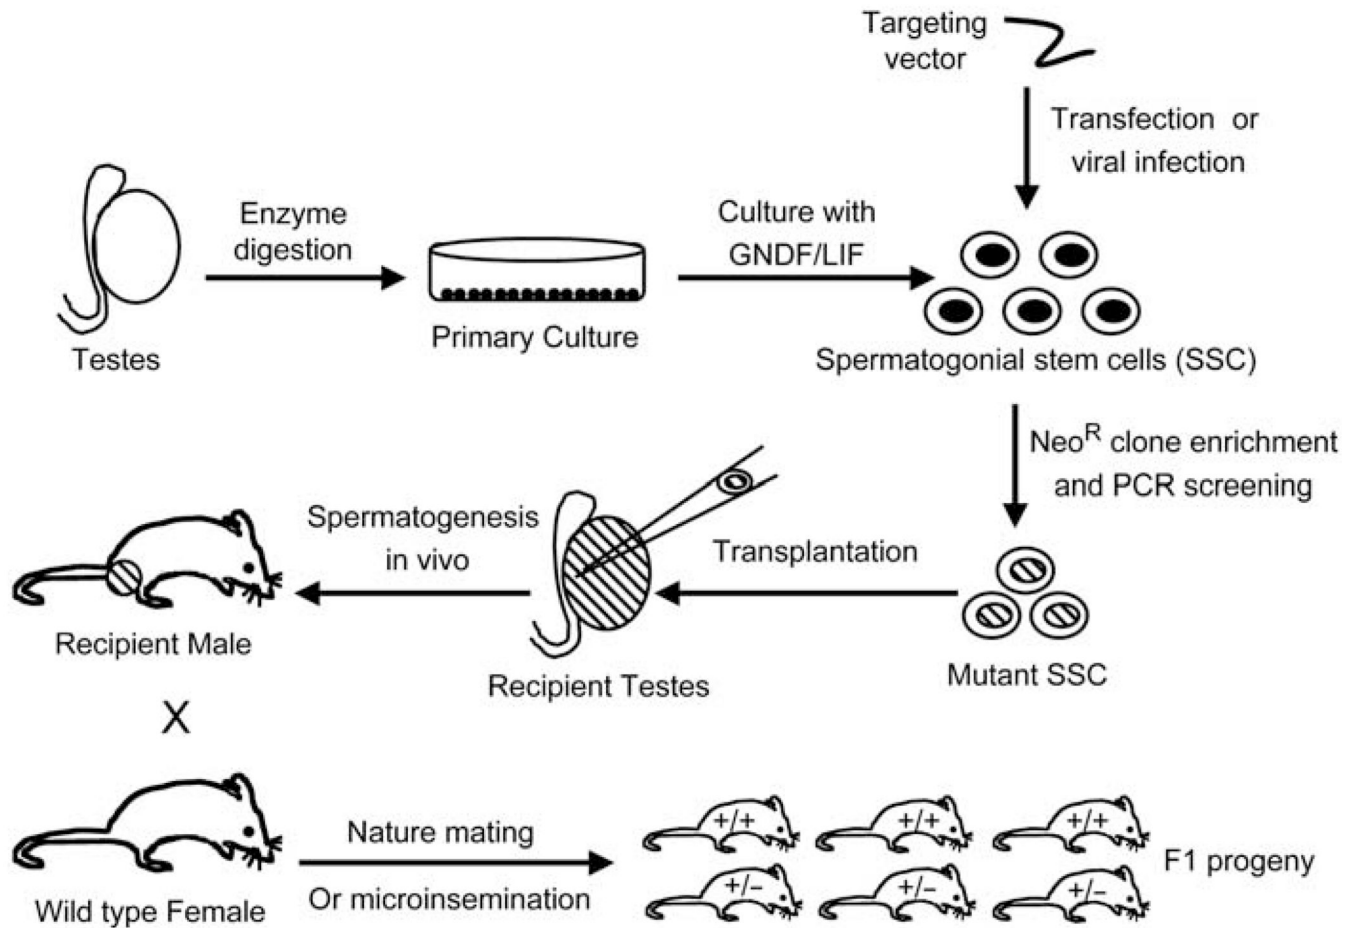 Targeting
vector
Transfection or
viral infection
Enzyme
digestion
Culture with
GNDF/LIF
Testes
Primary Culture
Spermatogonial stem cells (SSC)
Neo^R clone enrichment
and PCR screening
Spermatogenesis
in vivo
Transplantation
Recipient Male
Recipient Testes
Mutant SSC
X
Nature mating
Or microinsemination
Wild type Female
+/+
+/+
+/+
+/−
+/−
+/−
F1 progeny